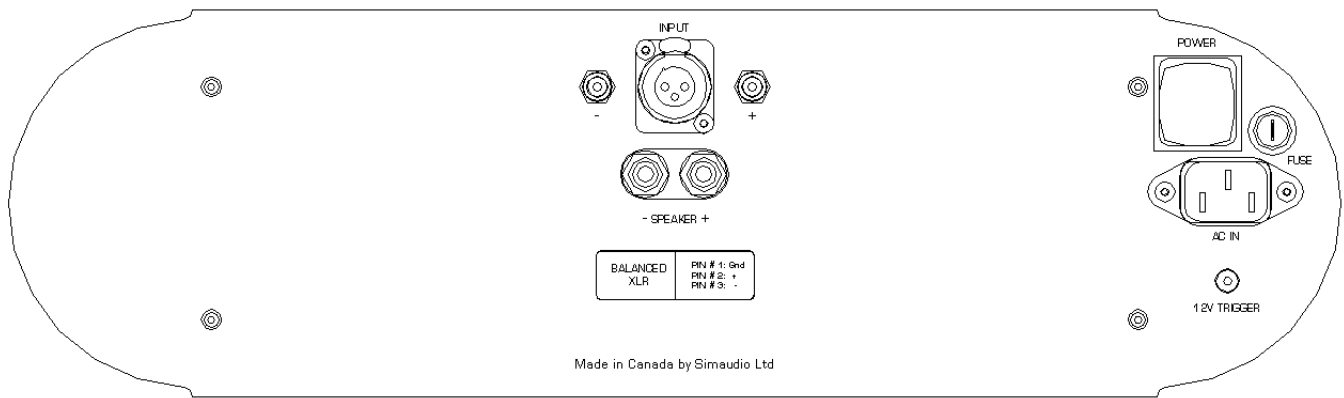 INPUT
POWER
- +
FUSE
- SPEAKER +
AC IN
BALANCED
XLR
PIN # 1: Gnd
PIN # 2: +
PIN # 3: -
12V TRIGGER
Made in Canada by Simaudio Ltd